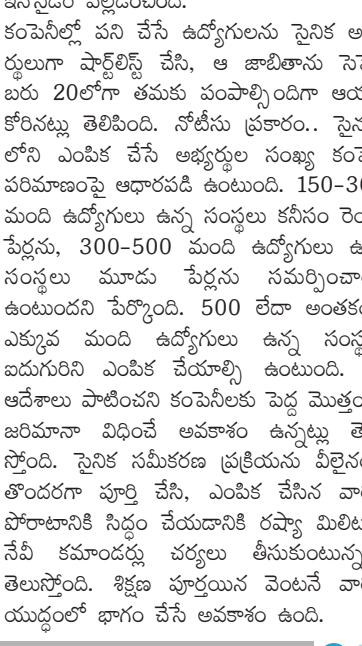 కంపెనీల్లో పని చేసే ఉద్యోగులను సైనిక అ
ర్థులుగా షార్ట్‌లిస్ట్ చేసి, ఆ జాబితాను సెప్
బరు 20లోగా తమకు పంపాల్సిందిగా ఆయ
కోరినట్లు తెలిపింది. నోటీసు ప్రకారం.. సైన
లోని ఎంపిక చేసే అభ్యర్థుల సంఖ్య కంపె
పరిమాణంపై ఆధారపడి ఉంటుంది. 150-30
మంది ఉద్యోగులు ఉన్న సంస్థలు కనీసం రెం
పేర్లను, 300-500 మంది ఉద్యోగులు ఉ
సంస్థలు మూడు పేర్లను సమర్పించా
ఉంటుందని పేర్కొంది. 500 లేదా అంతకం
ఎక్కువ మంది ఉద్యోగులు ఉన్న సంస్థ
ఐదుగురిని ఎంపిక చేయాల్సి ఉంటుంది.
ఆదేశాలు పాటించని కంపెనీలకు పెద్ద మొత్తం
జరిమానా విధించే అవకాశం ఉన్నట్లు తె
స్తోంది. సైనిక సమీకరణ ప్రక్రియను వీలైనం
తొందరగా పూర్తి చేసి, ఎంపిక చేసిన వా
పోరాటానికి సిద్ధం చేయడానికి రష్యా మిలిట
నేవీ కమాండర్లు చర్యలు తీసుకుంటున్న
తెలుస్తోంది. శిక్షణ పూర్తయిన వెంటనే వా
యుద్ధంలో భాగం చేసే అవకాశం ఉంది.